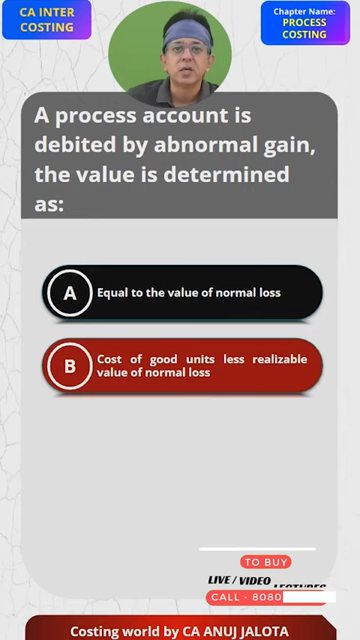 CA INTER
COSTING
Chapter Name:
PROCESS
COSTING
A process account is
debited by abnormal gain,
the value is determined
as:
A Equal to the value of normal loss
B Cost of good units less realizable
value of normal loss
TO BUY
LIVE / VIDEO LECTURES
CALL - 8080
Costing world by CA ANUJ JALOTA